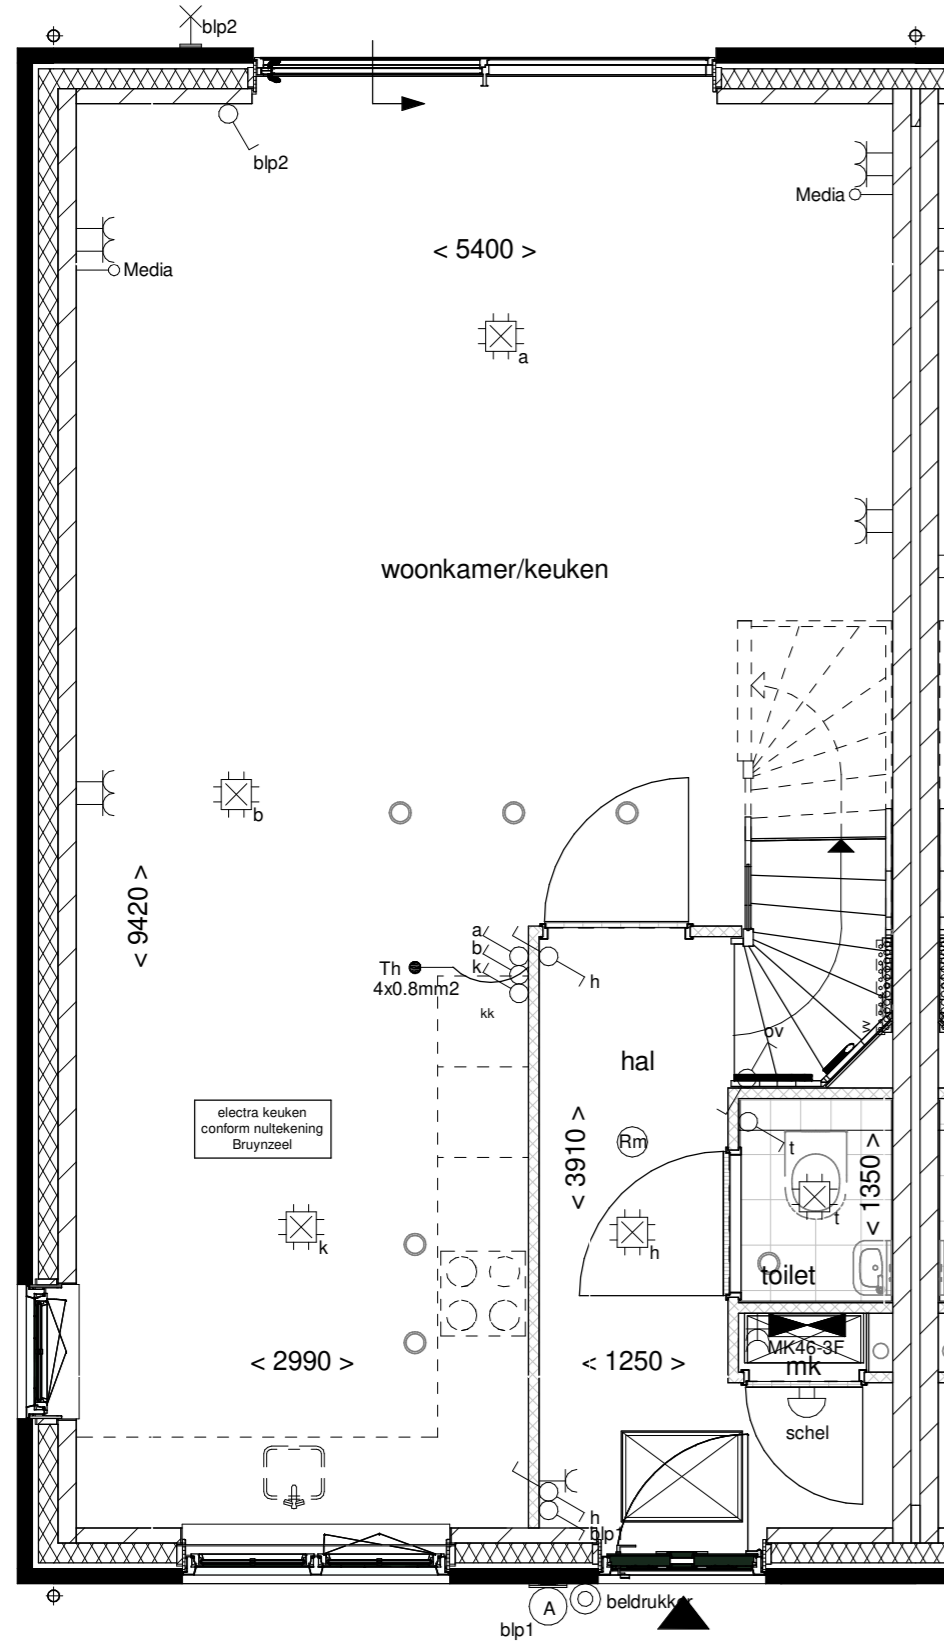 blp2
blp2
Media
Media
< 5400 >
a
woonkamer/keuken
b
< 9420 >
a
b
k
Th
4x0.8mm2
kk
h
ov
hal
electra keuken
conform nultekening
Bruynzeel
< 3910 >
Rm
t
< 1350 >
t
k
h
toilet
MK46-3F
mk
< 2990 >
< 1250 >
schel
h
blp1
A
beldrukker
blp1